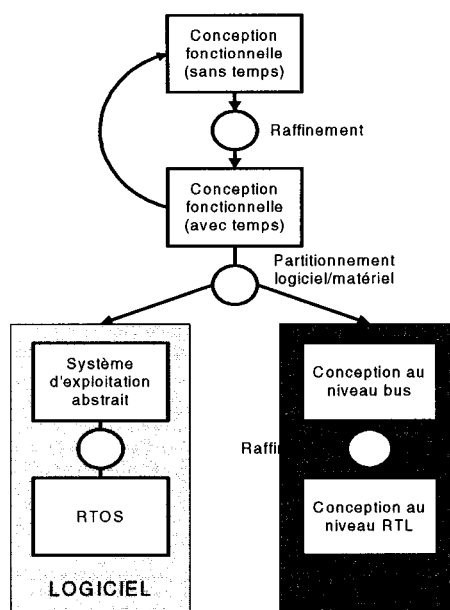 Conception
fonctionnelle
(sans temps)
Raffinement
Conception
fonctionnelle
(avec temps)
Partitionnement
logiciel/matériel
Système
d'exploitation
abstrait
Conception au
niveau bus
Raffi
RTOS
Conception au
niveau RTL
LOGICIEL